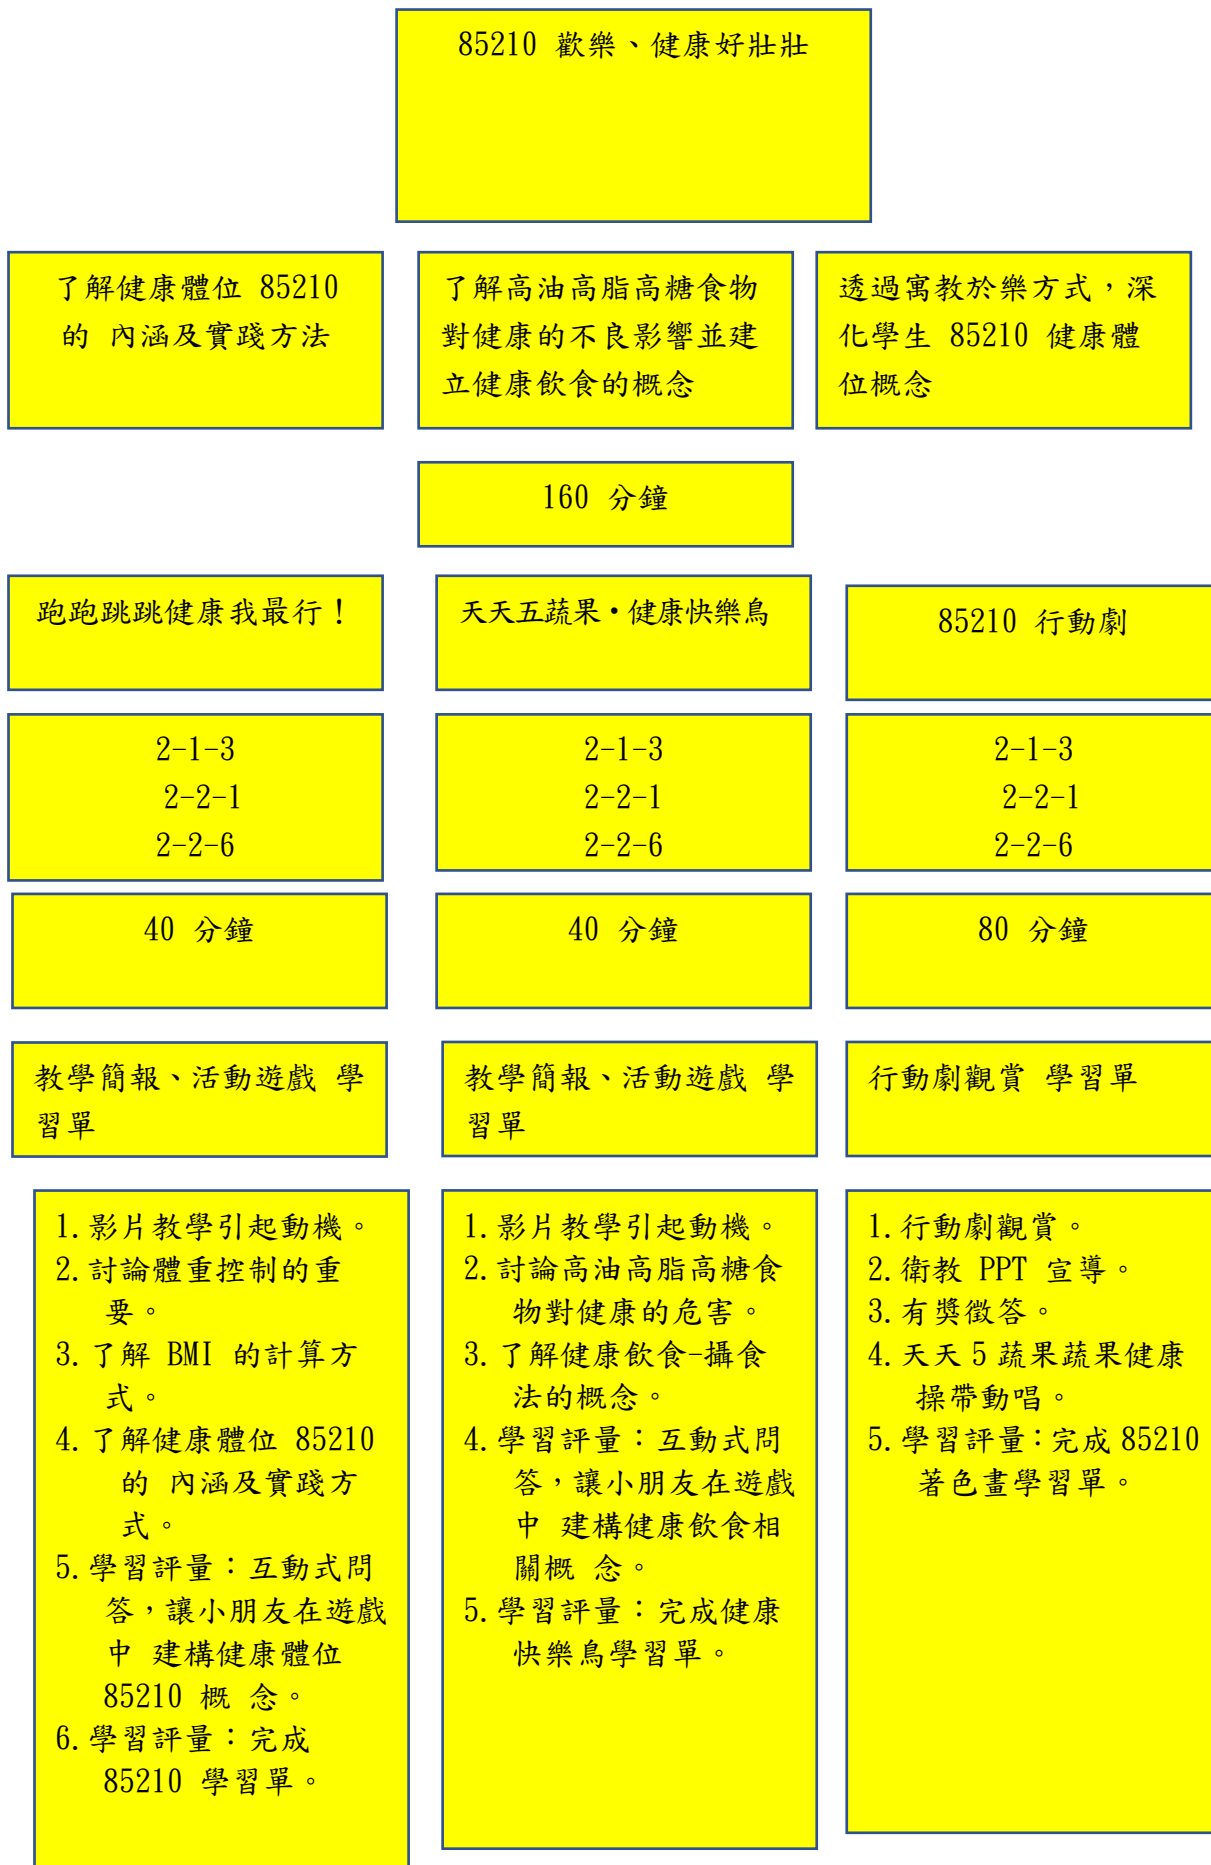 85210 歡樂、健康好壯壯
了解健康體位 85210
的 內涵及實踐方法
了解高油高脂高糖食物
對健康的不良影響並建
立健康飲食的概念
透過寓教於樂方式，深
化學生 85210 健康體
位概念
160 分鐘
跑跑跳跳健康我最行！
天天五蔬果·健康快樂鳥
85210 行動劇
2-1-3
2-2-1
2-2-6
2-1-3
2-2-1
2-2-6
2-1-3
2-2-1
2-2-6
40 分鐘
40 分鐘
80 分鐘
教學簡報、活動遊戲 學
習單
教學簡報、活動遊戲 學
習單
行動劇觀賞 學習單
1.影片教學引起動機。
2.討論體重控制的重
要。
3.了解 BMI 的計算方
式。
4.了解健康體位 85210
的 內涵及實踐方
式。
5.學習評量：互動式問
答，讓小朋友在遊戲
中 建構健康體位
85210 概 念。
6.學習評量：完成
85210 學習單。
1.影片教學引起動機。
2.討論高油高脂高糖食
物對健康的危害。
3.了解健康飲食-攝食
法的概念。
4.學習評量：互動式問
答，讓小朋友在遊戲
中 建構健康飲食相
關概 念。
5.學習評量：完成健康
快樂鳥學習單。
1.行動劇觀賞。
2.衛教 PPT 宣導。
3.有獎徵答。
4.天天 5 蔬果蔬果健康
操帶動唱。
5.學習評量：完成 85210
著色畫學習單。